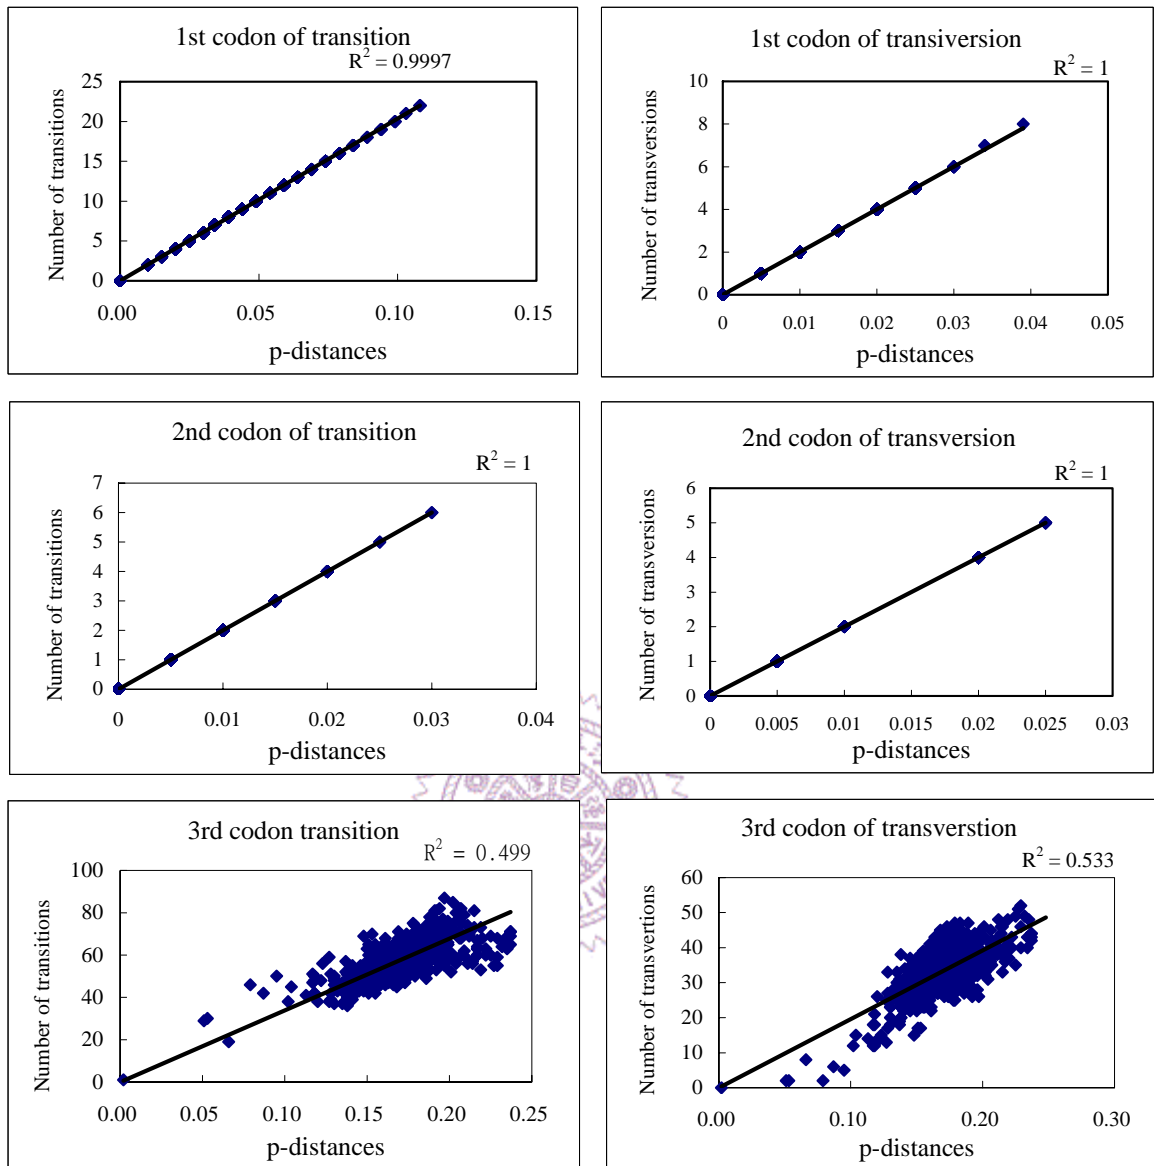 1st codon of transition
R² = 0.9997
Number of transitions
25
20
15
10
5
0
0.00 0.05 0.10 0.15
p-distances
1st codon of transiversion
R² = 1
Number of transversions
10
8
6
4
2
0
0 0.01 0.02 0.03 0.04 0.05
p-distances
2nd codon of transition
R² = 1
Number of transitions
7
6
5
4
3
2
1
0
0 0.01 0.02 0.03 0.04
p-distances
2nd codon of transversion
R² = 1
Number of transversions
6
5
4
3
2
1
0
0 0.005 0.01 0.015 0.02 0.025 0.03
p-distances
3rd codon transition
R² = 0.499
Number of transitions
100
80
60
40
20
0
0.00 0.05 0.10 0.15 0.20 0.25
p-distances
3rd codon of transverstion
R² = 0.533
Number of transvertions
60
50
40
30
20
10
0
0.00 0.10 0.20 0.30
p-distances